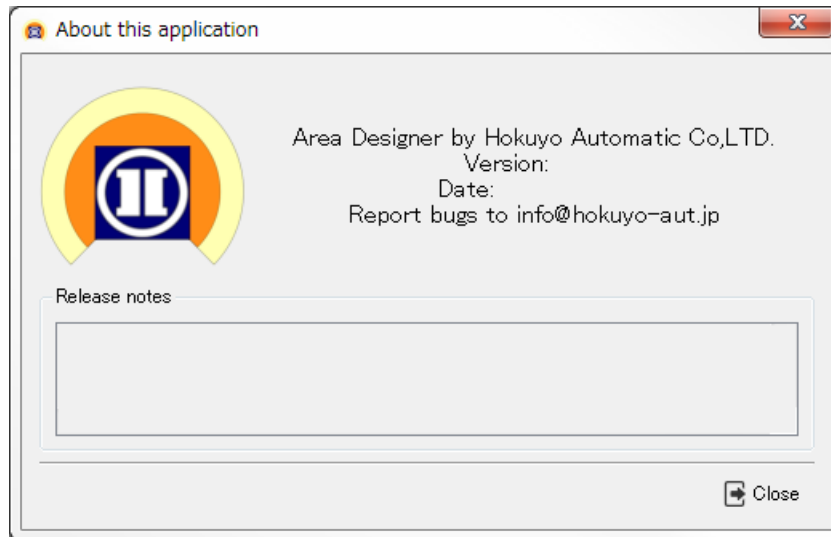 About this application
Area Designer by Hokuyo Automatic Co,LTD.
Version:
Date:
Report bugs to info@hokuyo-aut.jp
Release notes
Close